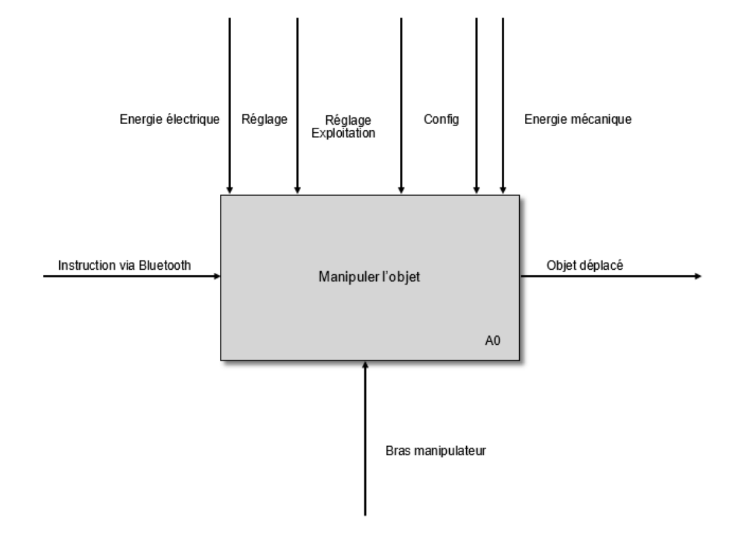 Energie électrique
Réglage
Réglage
Exploitation
Config
Energie mécanique
Instruction via Bluetooth
Manipuler l'objet
Objet déplacé
A0
Bras manipulateur